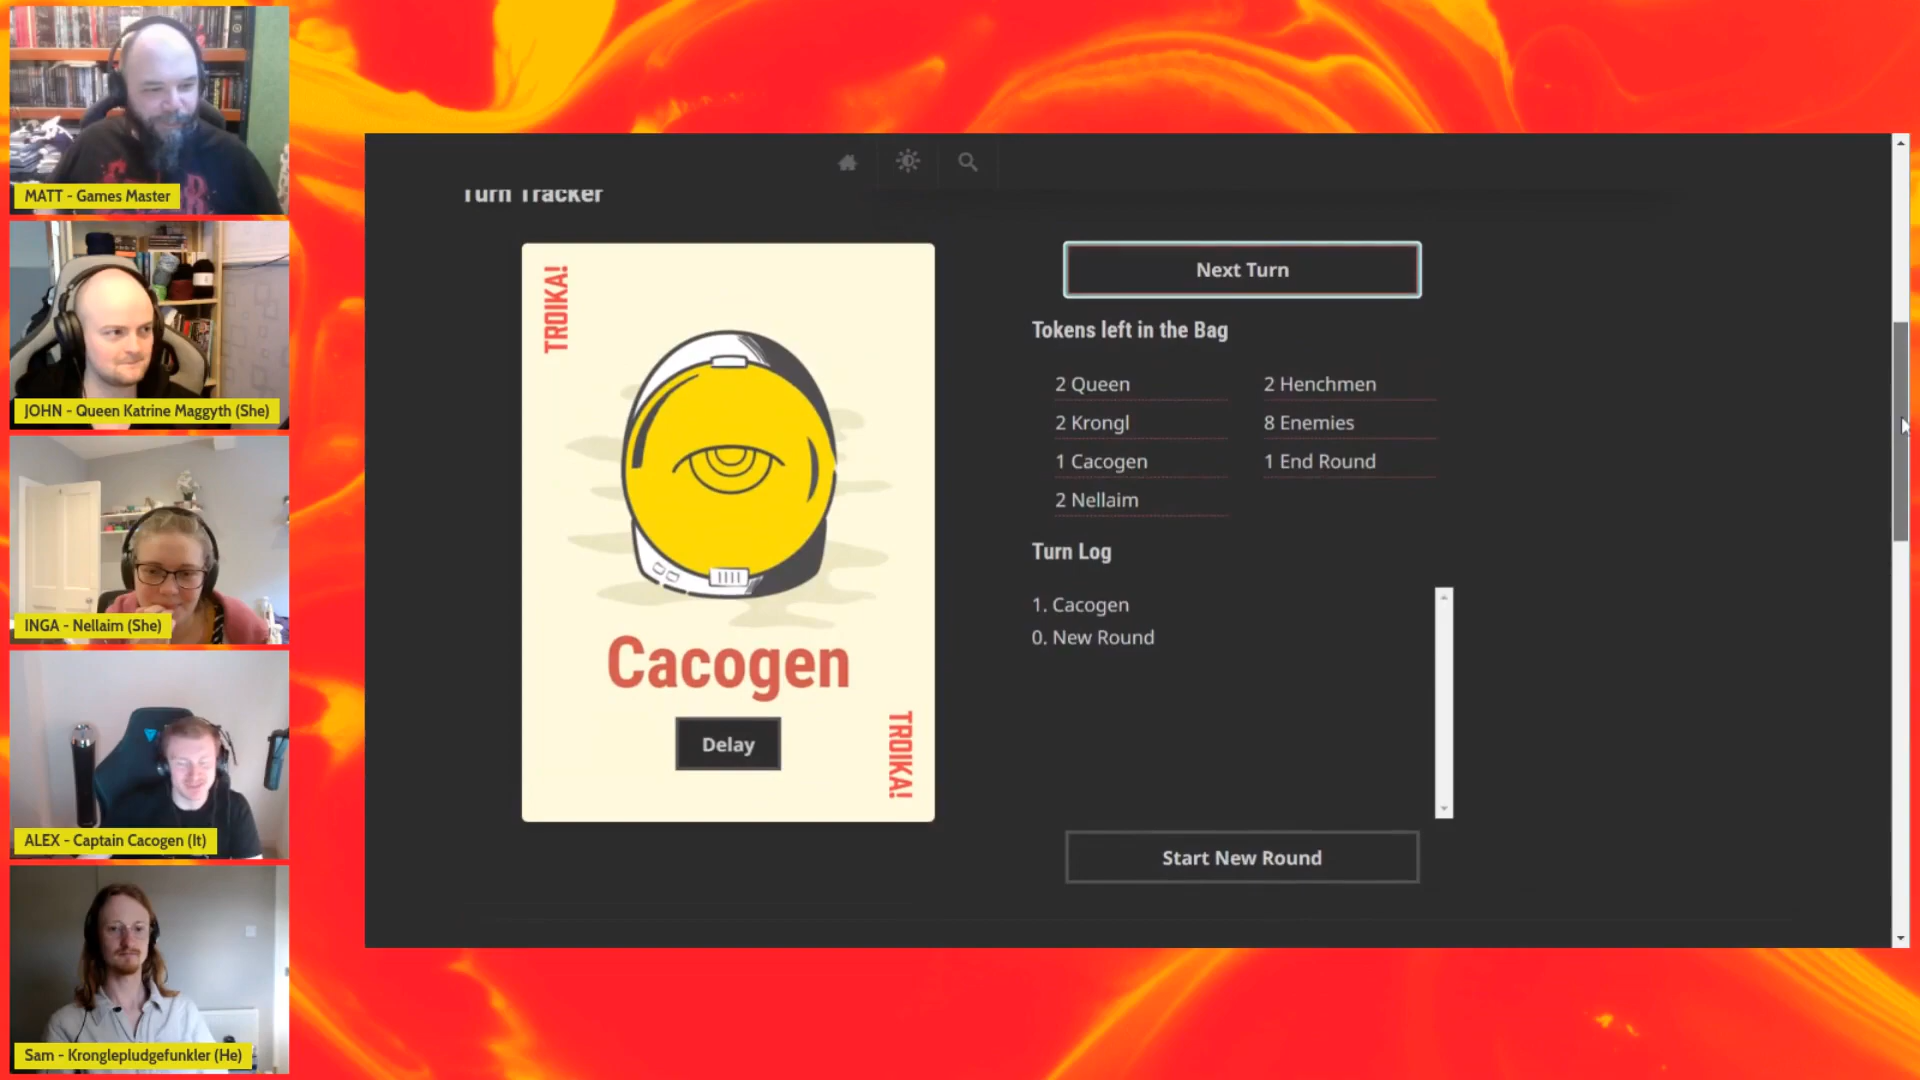 MATT - Games Master
JOHN - Queen Katrine Maggyth (She)
INGA - Nellaim (She)
ALEX - Captain Cacogen (It)
Sam - Kronglepludgefunkler (He)
Turn Tracker
TROIKA!
Cacogen
Delay
TROIKA!
Next Turn
Tokens left in the Bag
2 Queen
2 Krongl
1 Cacogen
2 Nellaim
2 Henchmen
8 Enemies
1 End Round
Turn Log
1. Cacogen
0. New Round
Start New Round